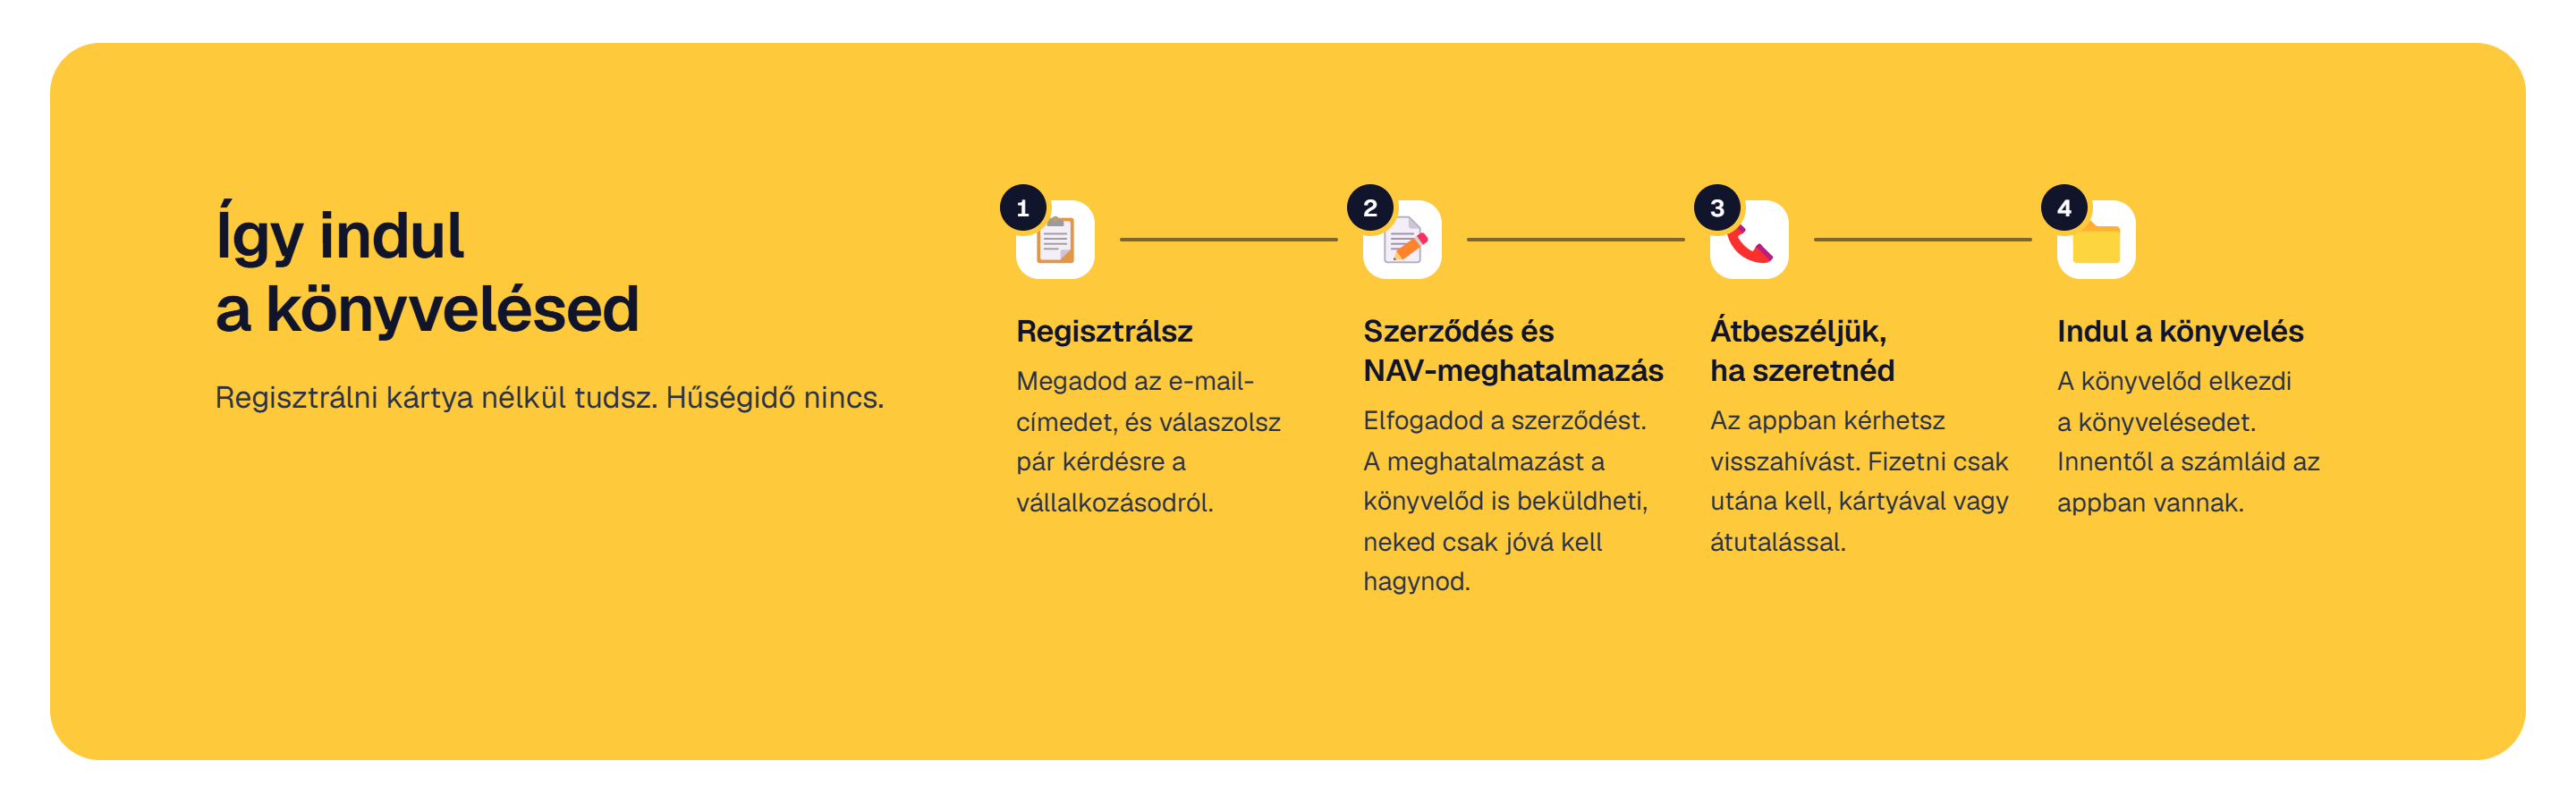 Így indul
a könyvelésed
Regisztrálni kártya nélkül tudsz. Hűségidő nincs.
1
Regisztrálsz
Megadod az e-mail-
címedet, és válaszolsz
pár kérdésre a
vállalkozásodról.
2
Szerződés és
NAV-meghatalmazás
Elfogadod a szerződést.
A meghatalmazást a
könyvelőd is beküldheti,
neked csak jóvá kell
hagynod.
3
Átbeszéljük,
ha szeretnéd
Az appban kérhetsz
visszahívást. Fizetni csak
utána kell, kártyával vagy
átutalással.
4
Indul a könyvelés
A könyvelőd elkezdi
a könyvelésedet.
Innentől a számláid az
appban vannak.